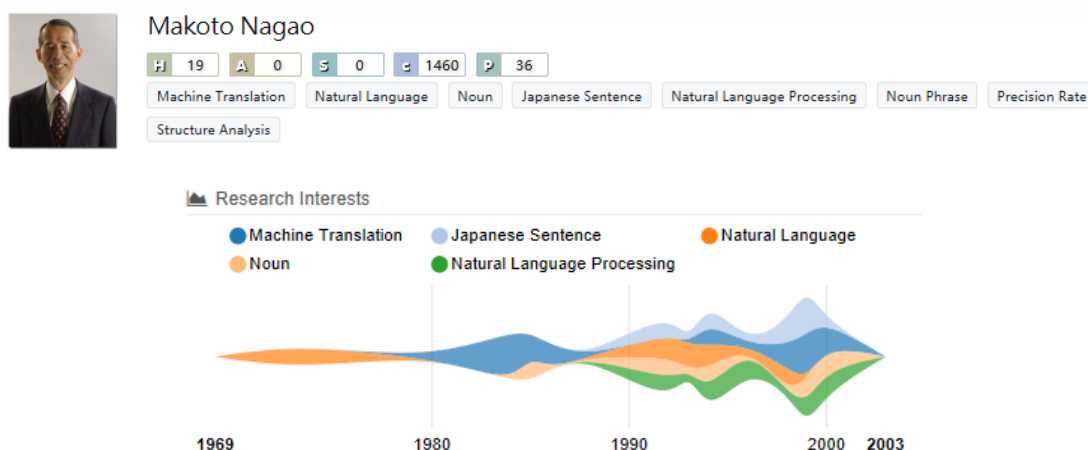 Makoto Nagao
H 19 A 0 S 0 c 1460 P 36
Machine Translation Natural Language Noun Japanese Sentence Natural Language Processing Noun Phrase Precision Rate
Structure Analysis
Research Interests
Machine Translation Japanese Sentence Natural Language
Noun Natural Language Processing
1969 1980 1990 2000 2003